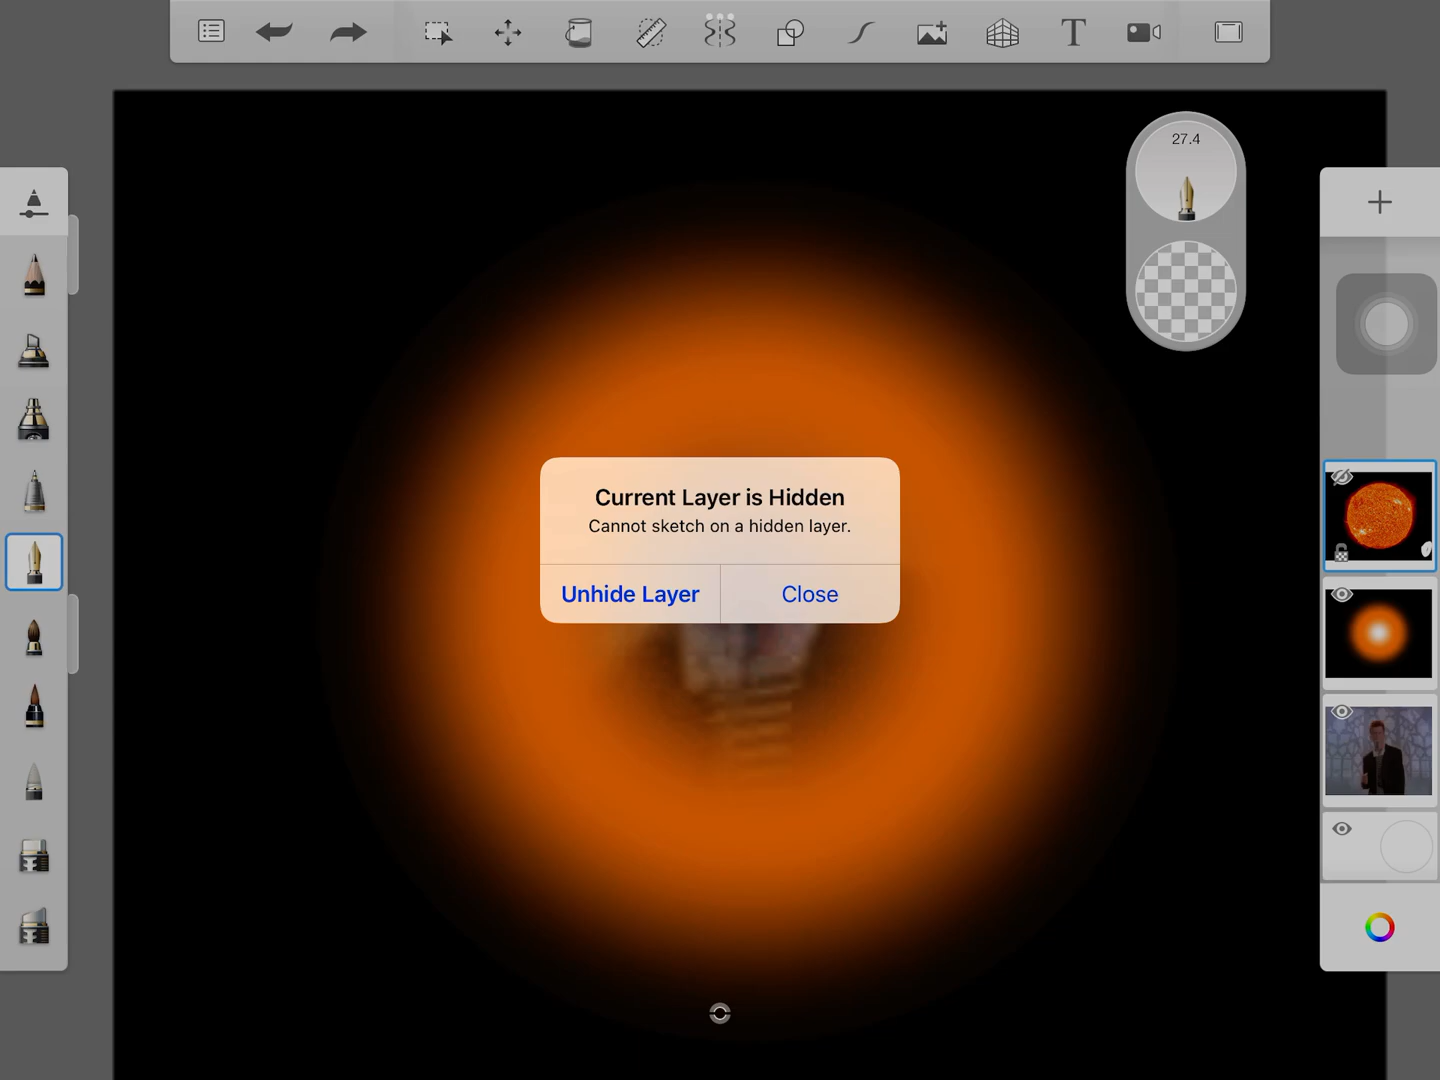 T
27.4
Current Layer is Hidden
Cannot sketch on a hidden layer.
Unhide Layer
Close